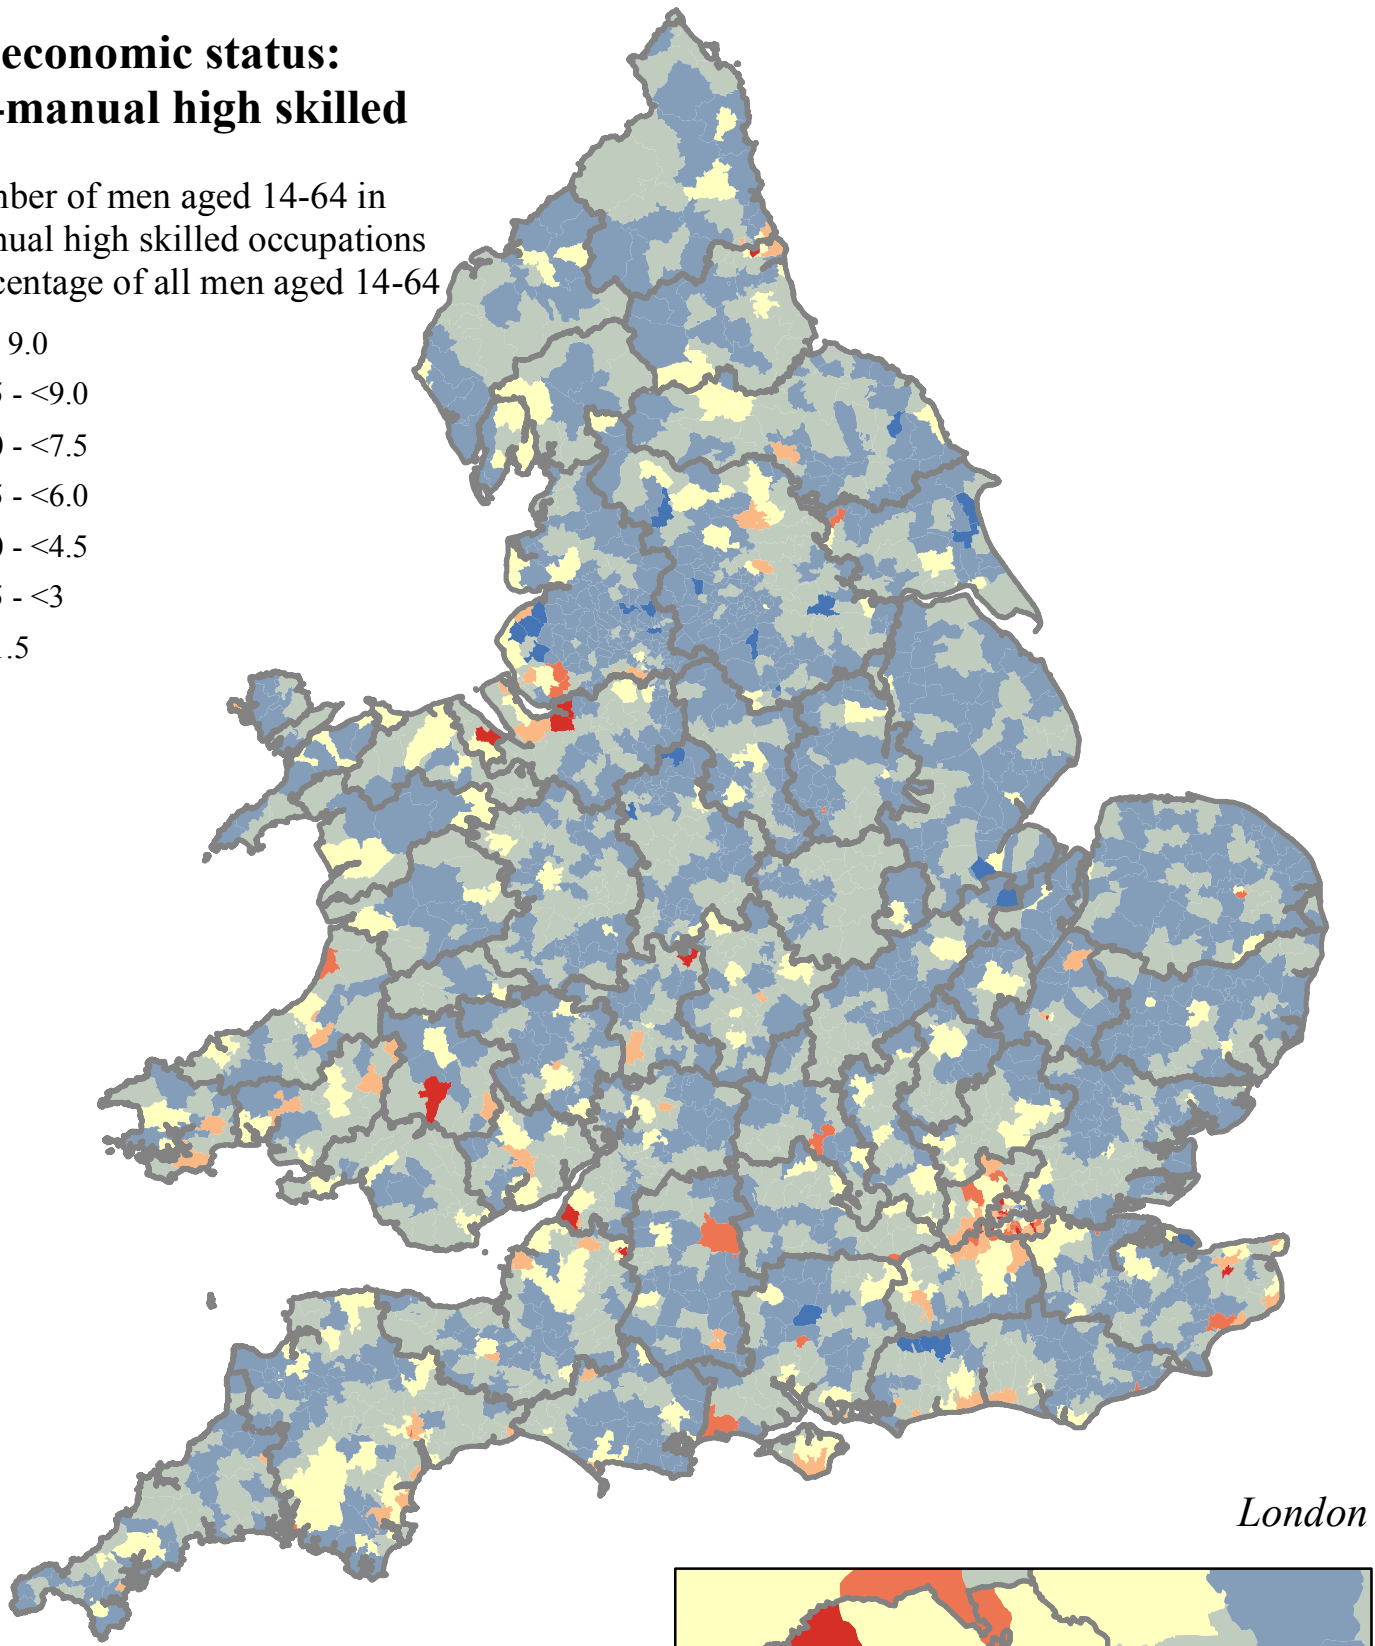 economic status:
-manual high skilled
nber of men aged 14-64 in
nual high skilled occupations
centage of all men aged 14-64
9.0
- <9.0
- <7.5
- <6.0
- <4.5
- <3
.5
London